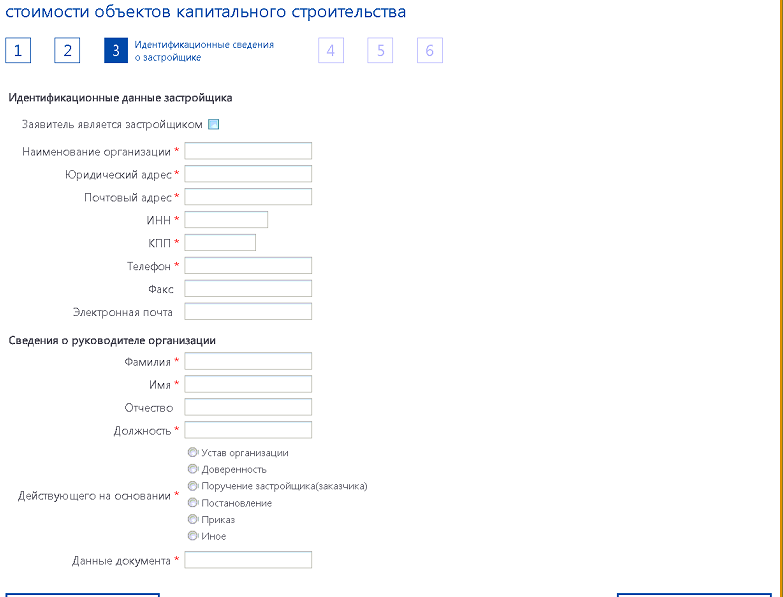 стоимости объектов капитального строительства
1 2 3 Идентификационные сведения о застройщике 4 5 6
Идентификационные данные застройщика
Заявитель является застройщиком
Наименование организации *
Юридический адрес *
Почтовый адрес *
ИНН *
КПП *
Телефон *
Факс
Электронная почта
Сведения о руководителе организации
Фамилия *
Имя *
Отчество
Должность *
Действующего на основании *
Устав организации
Доверенность
Поручение застройщика(заказчика)
Постановление
Приказ
Иное
Данные документа *